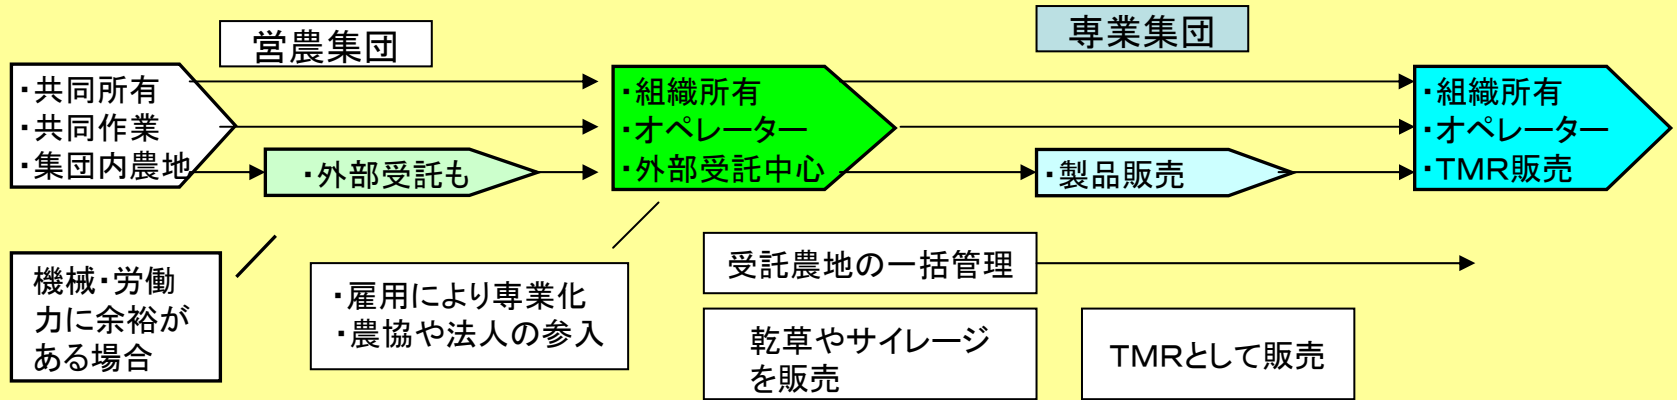 営農集団
専業集団
・共同所有
・共同作業
・集団内農地
・外部受託も
・組織所有
・オペレーター
・外部受託中心
・製品販売
・組織所有
・オペレーター
・TMR販売
機械・労働
力に余裕が
ある場合
・雇用により専業化
・農協や法人の参入
受託農地の一括管理
乾草やサイレージ
を販売
TMRとして販売